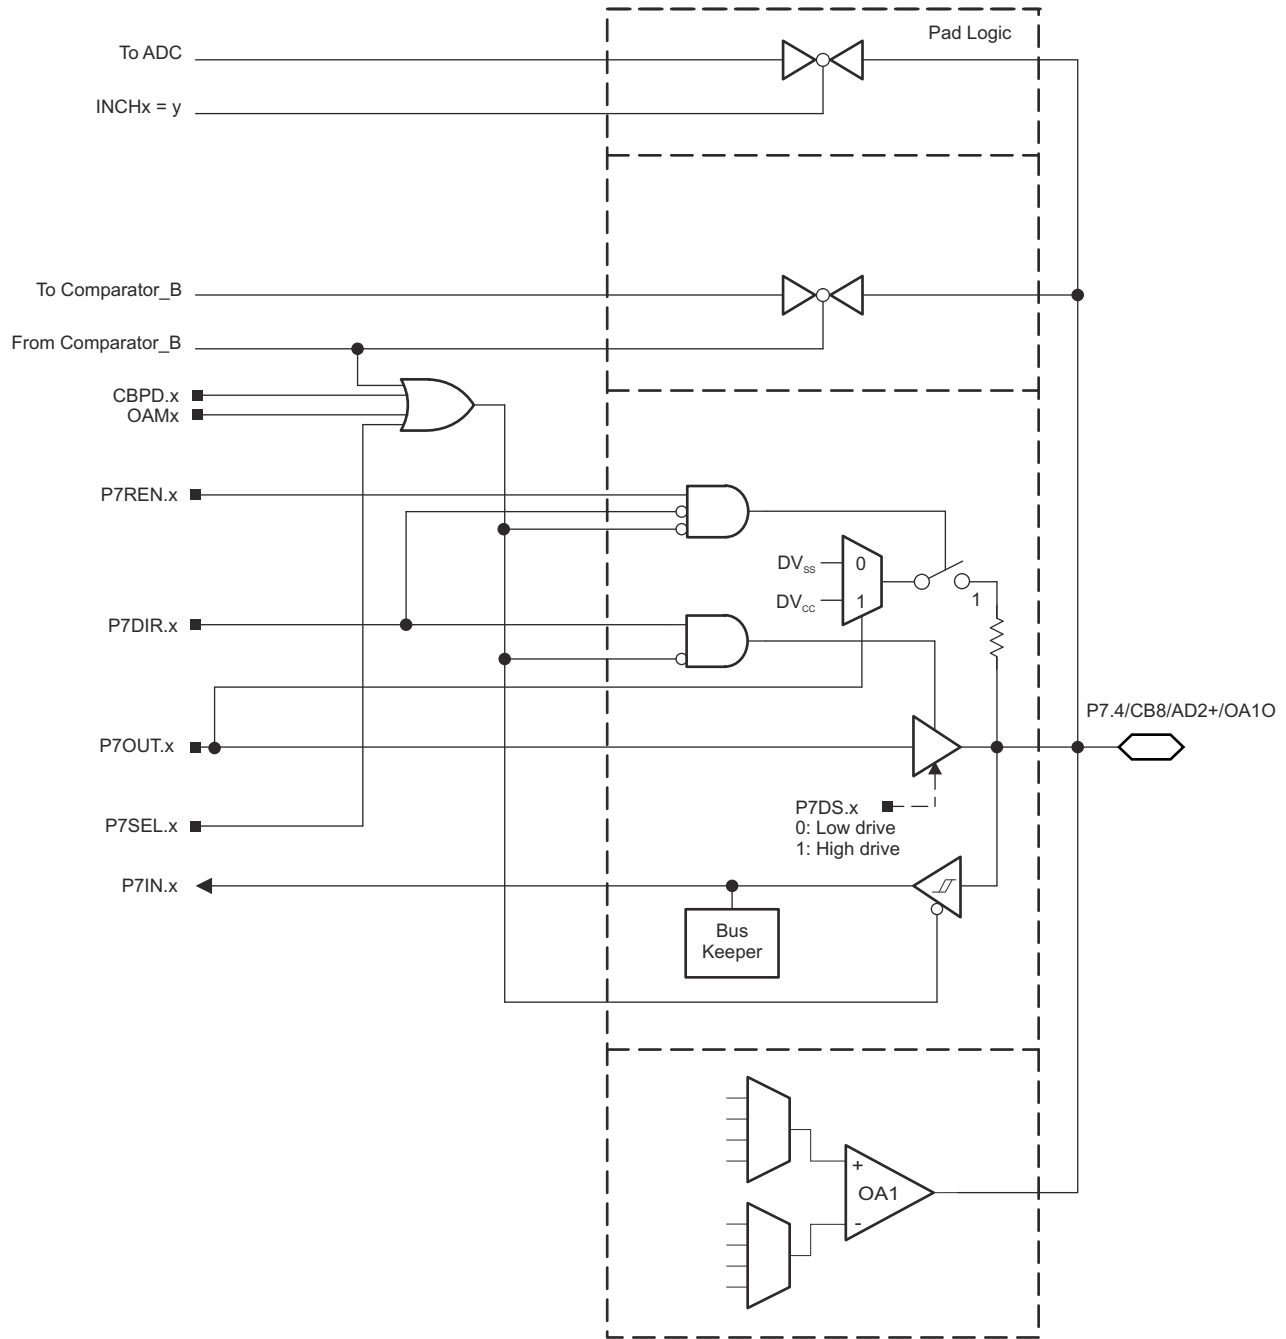 Pad Logic
To ADC
INCHx = y
To Comparator_B
From Comparator_B
CBPD.x
OAMx
P7REN.x
DVSS
0
DVCC
1
1
P7DIR.x
P7.4/CB8/AD2+/OA1O
P7OUT.x
P7DS.x
0: Low drive
1: High drive
P7SEL.x
P7IN.x
Bus
Keeper
+
OA1
-